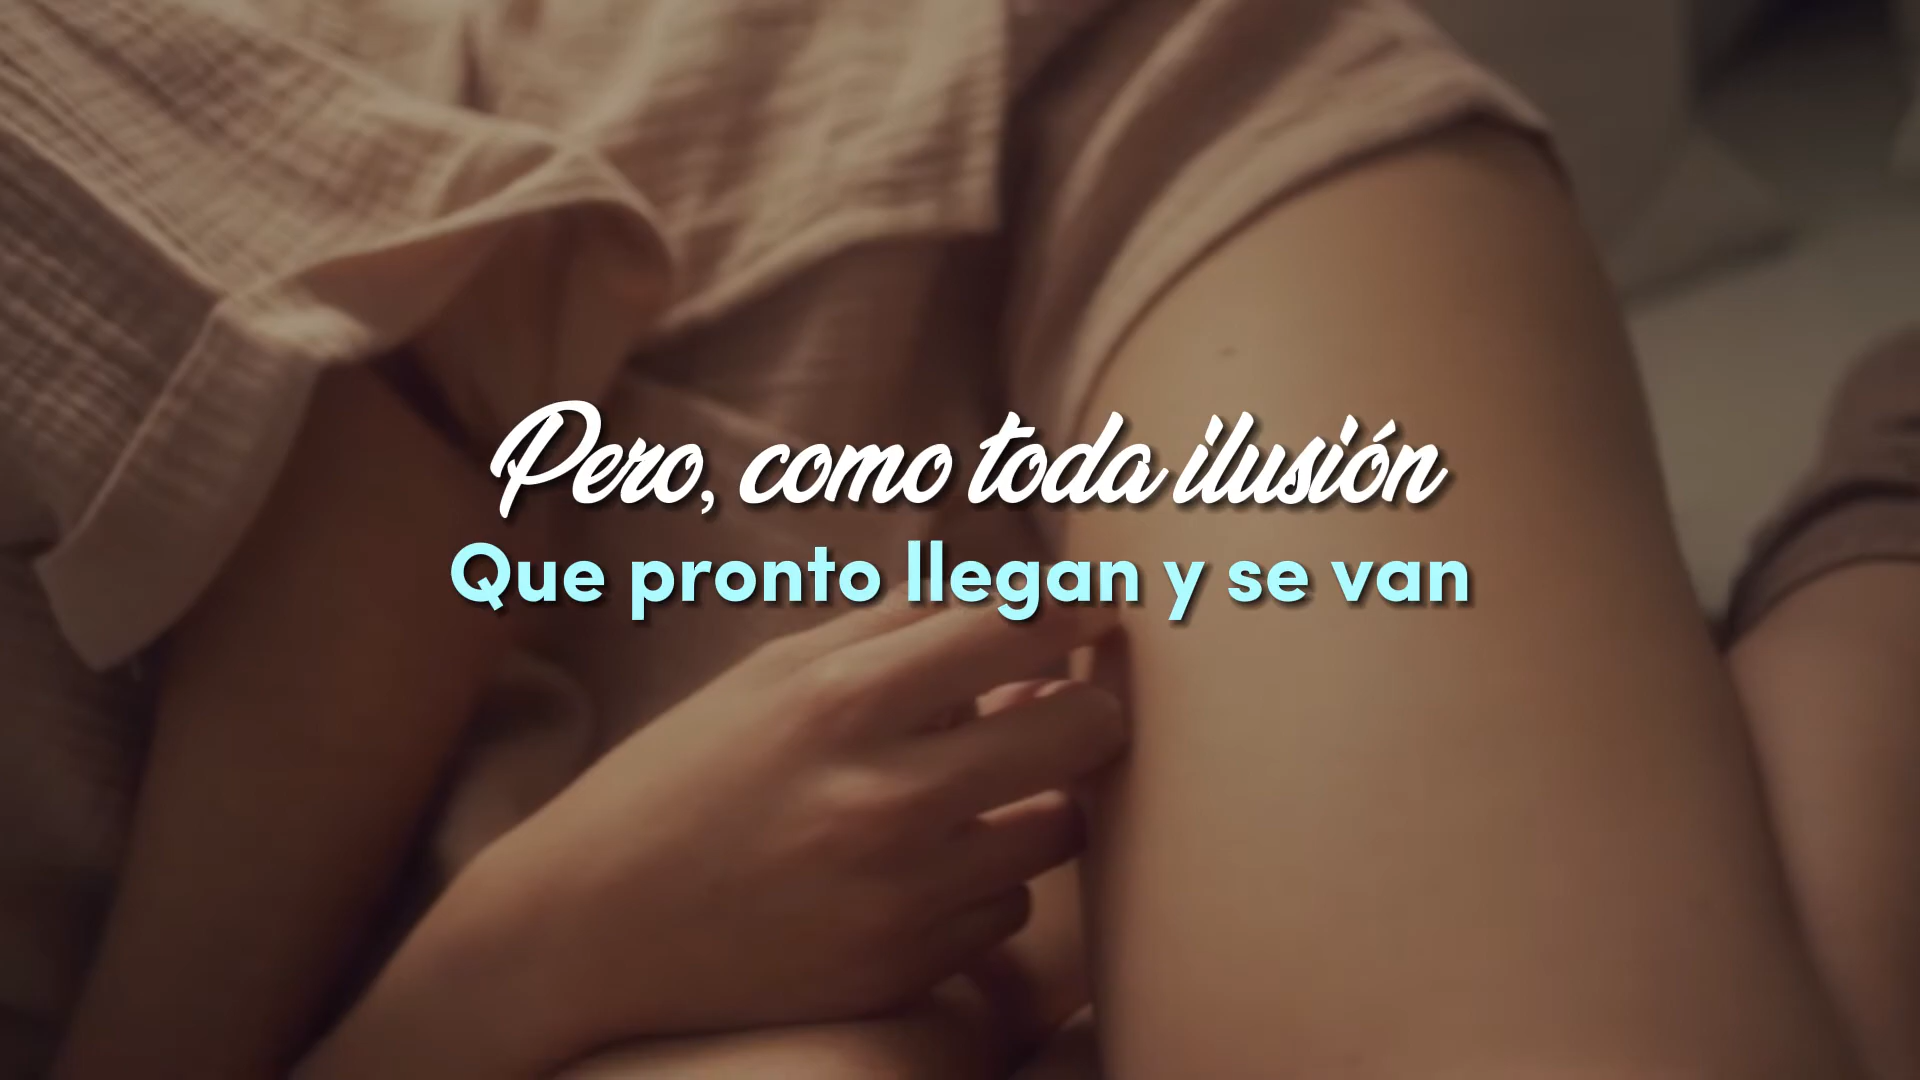 Pero, como toda ilusión
Que pronto llegan y se van